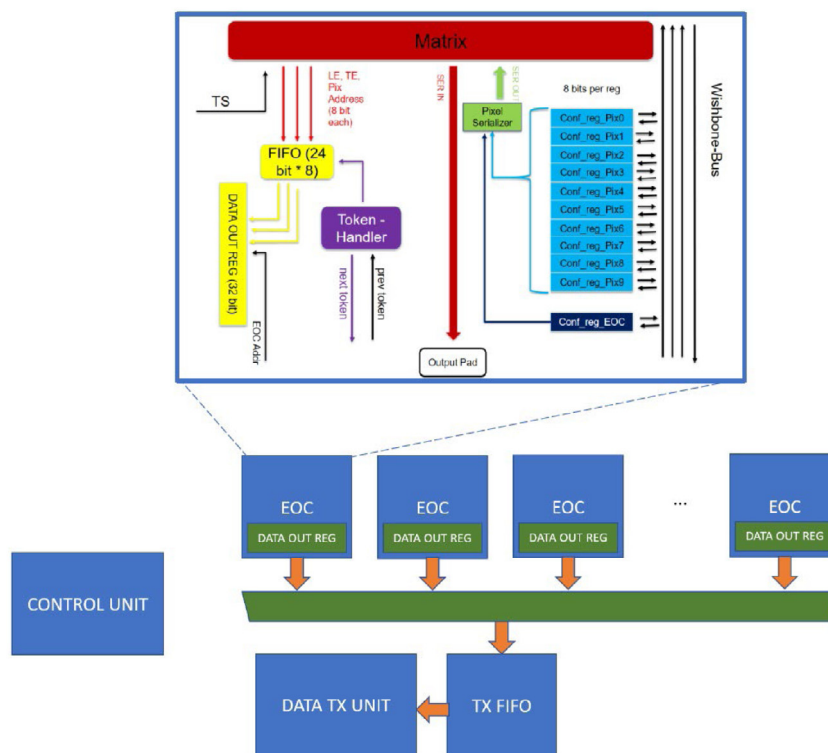 Matrix
TS
LE, TE,
Pix
Address
(8 bit
each)
SER IN
SER OUT
Pixel
Serializer
8 bits per reg
Conf_reg_Pix0
Conf_reg_Pix1
Conf_reg_Pix2
Conf_reg_Pix3
Conf_reg_Pix4
Conf_reg_Pix5
Conf_reg_Pix6
Conf_reg_Pix7
Conf_reg_Pix8
Conf_reg_Pix9
Conf_reg_EOC
Wishbone-Bus
FIFO (24
bit * 8)
DATA OUT REG (32 bit)
Token -
Handler
EOC Addr
next token
prev token
Output Pad
EOC
DATA OUT REG
EOC
DATA OUT REG
EOC
DATA OUT REG
...
EOC
DATA OUT REG
CONTROL UNIT
DATA TX UNIT
TX FIFO